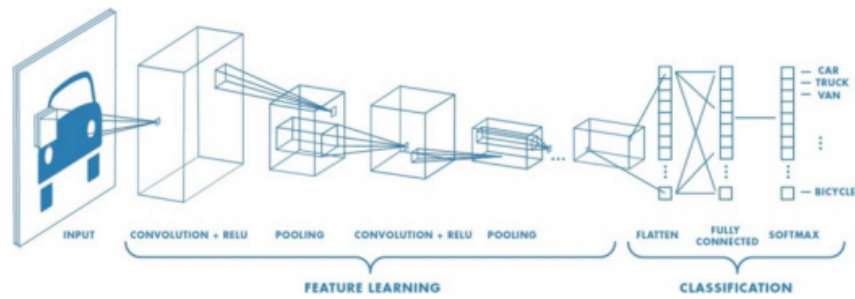 CAR
TRUCK
VAN
BICYCLE
INPUT
CONVOLUTION + RELU
POOLING
CONVOLUTION + RELU
POOLING
FLATTEN
FULLY
CONNECTED
SOFTMAX
FEATURE LEARNING
CLASSIFICATION